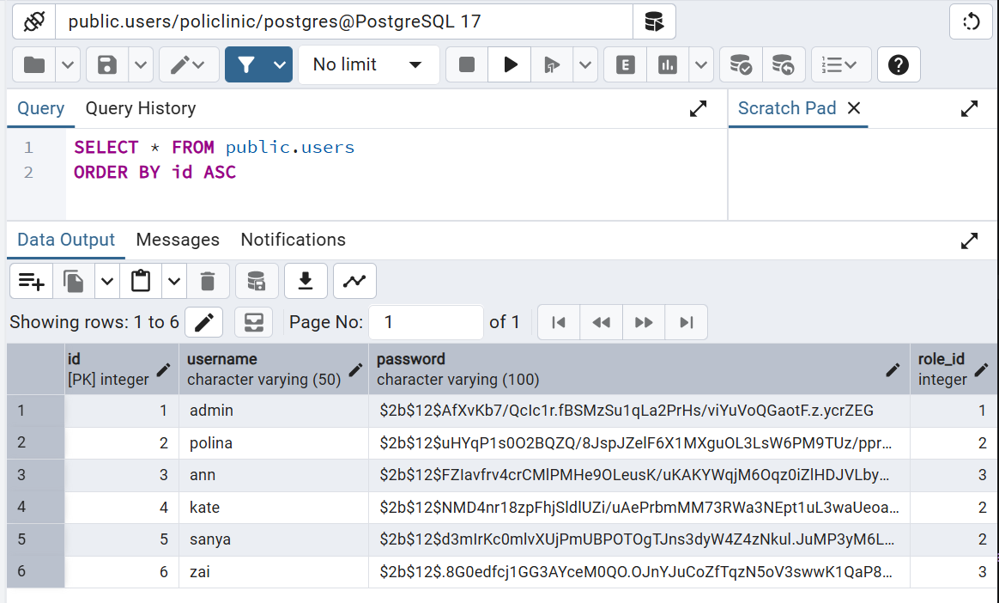 public.users/policlinic/postgres@PostgreSQL 17
No limit
E
Query Query History Scratch Pad
1 SELECT * FROM public.users
2 ORDER BY id ASC
Data Output Messages Notifications
Showing rows: 1 to 6 Page No: 1 of 1
id username password role_id
[PK] integer character varying (50) character varying (100) integer
1 1 admin $2b$12$AfXvKb7/QcIc1r.fBSMzSu1qLa2PrHs/viYuVoQGaotF.z.ycrZEG 1
2 2 polina $2b$12$uHYqP1s0O2BQZQ/8JspJZelF6X1MXguOL3LsW6PM9TUz/ppr... 2
3 3 ann $2b$12$FZIavfrv4crCMlPMHe9OLeusK/uKAKYWqjM6Oqz0iZlHDJVLby... 3
4 4 kate $2b$12$NMD4nr18zpFhjSldlUZi/uAePrbmMM73RWa3NEpt1uL3waUeoa... 2
5 5 sanya $2b$12$d3mIrKc0mlvXUjPmUBPOTOgTJns3dyW4Z4zNkul.JuMP3yM6L... 2
6 6 zai $2b$12$.8G0edfcj1GG3AYceM0QO.OJnYJuCoZfTqzN5oV3swwK1QaP8... 3